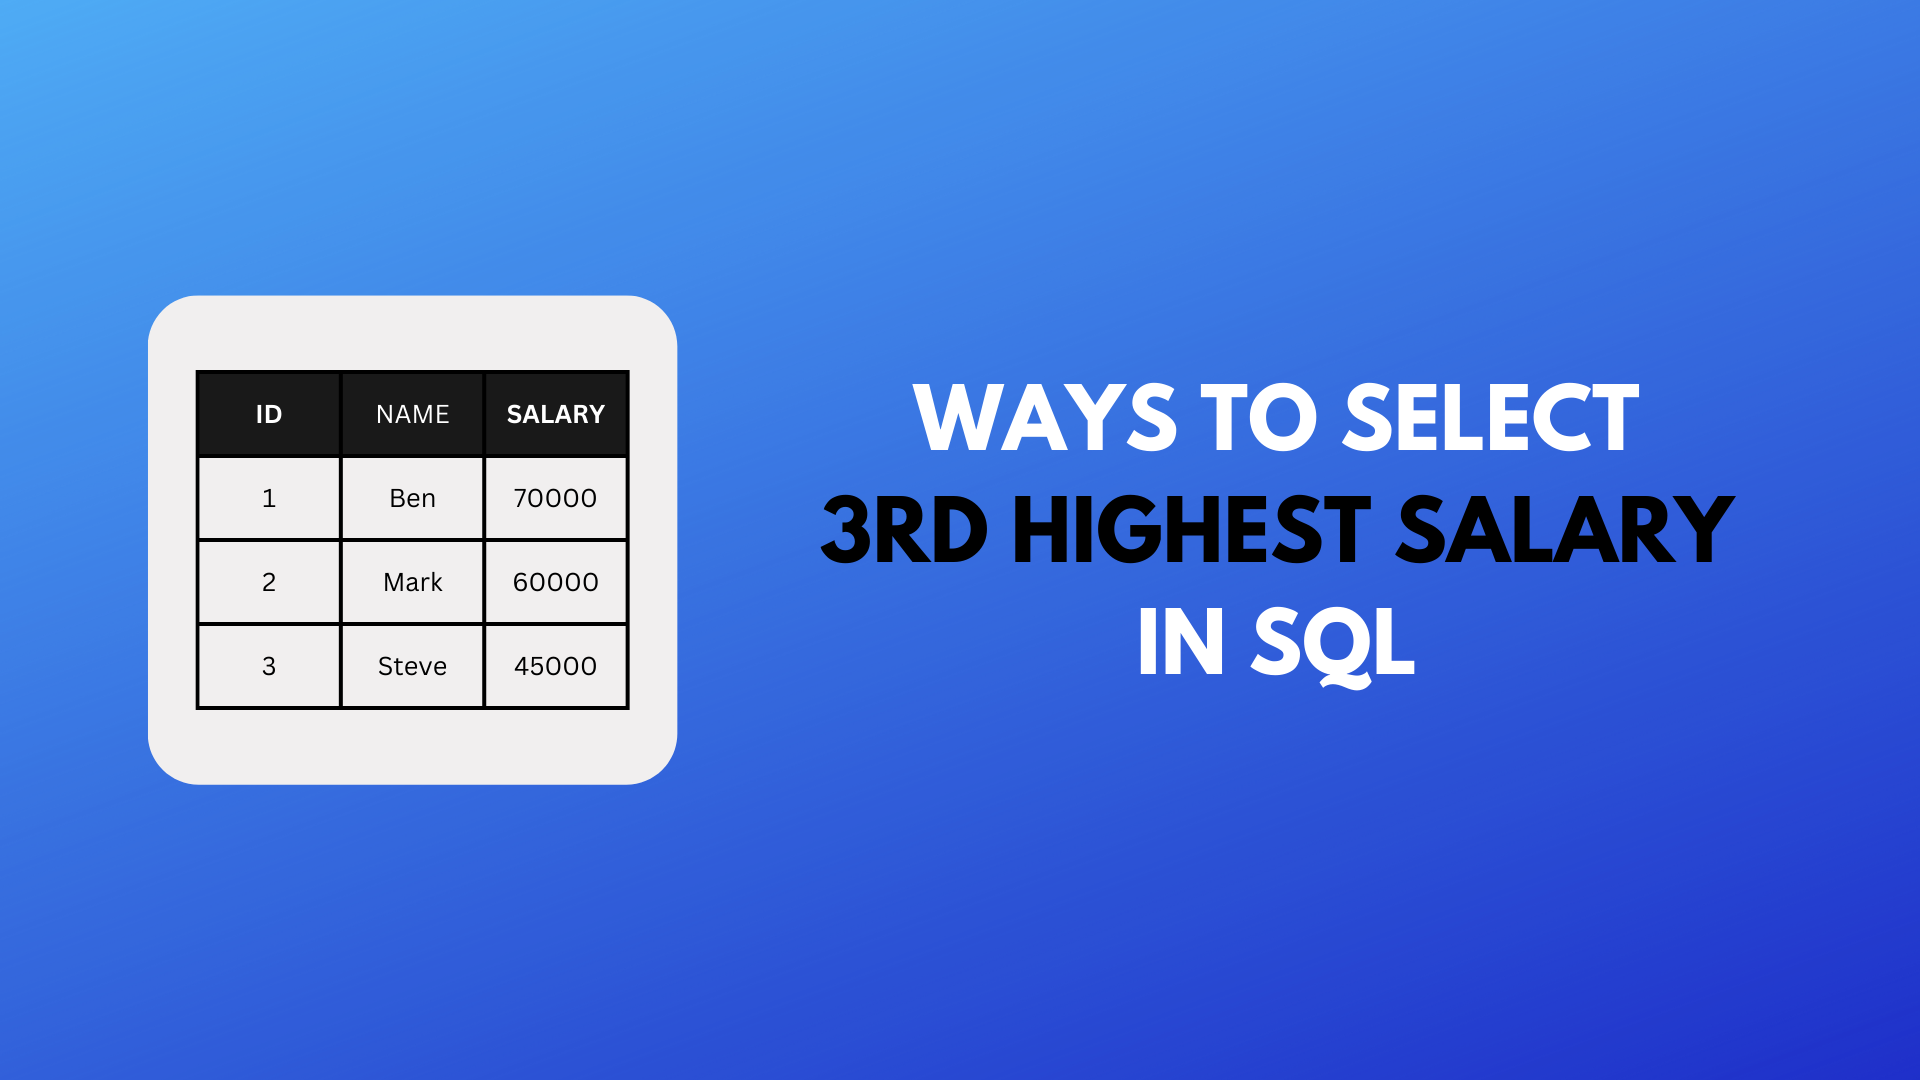 ID NAME SALARY
1 Ben 70000
2 Mark 60000
3 Steve 45000
WAYS TO SELECT
3RD HIGHEST SALARY
IN SQL